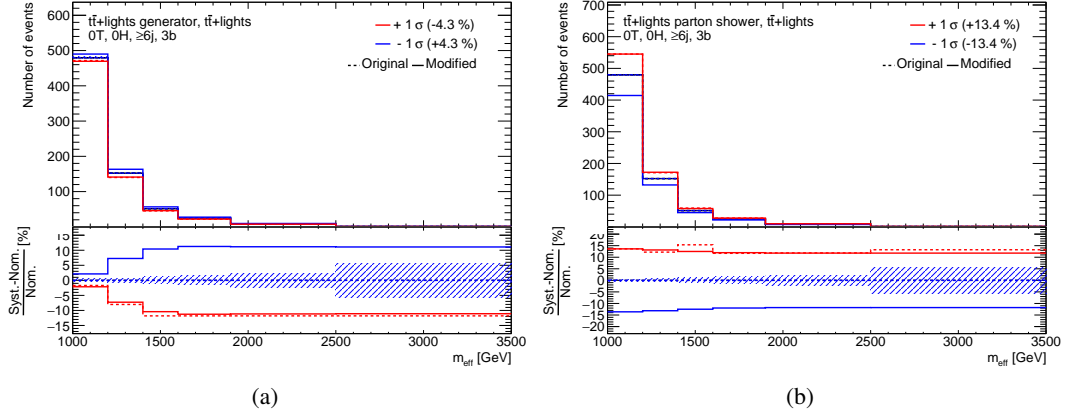 tt̄+lights generator, tt̄+lights
0T, 0H, ≥6j, 3b
+ 1 σ (-4.3 %)
- 1 σ (+4.3 %)
Original Modified
Number of events
500
400
300
200
100
Syst.-Nom.
Nom.
[%]
15
10
5
0
−5
−10
−15
1000 1500 2000 2500 3000 3500
m_eff [GeV]
(a)
tt̄+lights parton shower, tt̄+lights
0T, 0H, ≥6j, 3b
+ 1 σ (+13.4 %)
- 1 σ (-13.4 %)
Original Modified
Number of events
700
600
500
400
300
200
100
Syst.-Nom.
Nom.
[%]
20
15
10
5
0
−5
−10
−15
−20
1000 1500 2000 2500 3000 3500
m_eff [GeV]
(b)